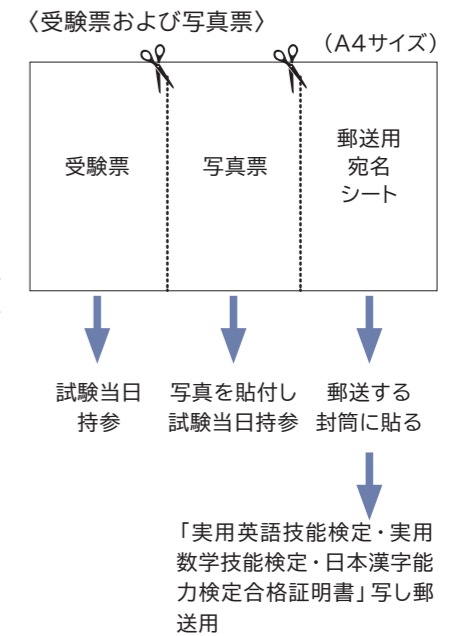 〈受験票および写真票〉
（A4サイズ）
受験票
写真票
郵送用
宛名
シート
試験当日
持参
写真を貼付し
試験当日持参
郵送する
封筒に貼る
「実用英語技能検定・実用
数学技能検定・日本漢字能
力検定合格証明書」写し郵
送用